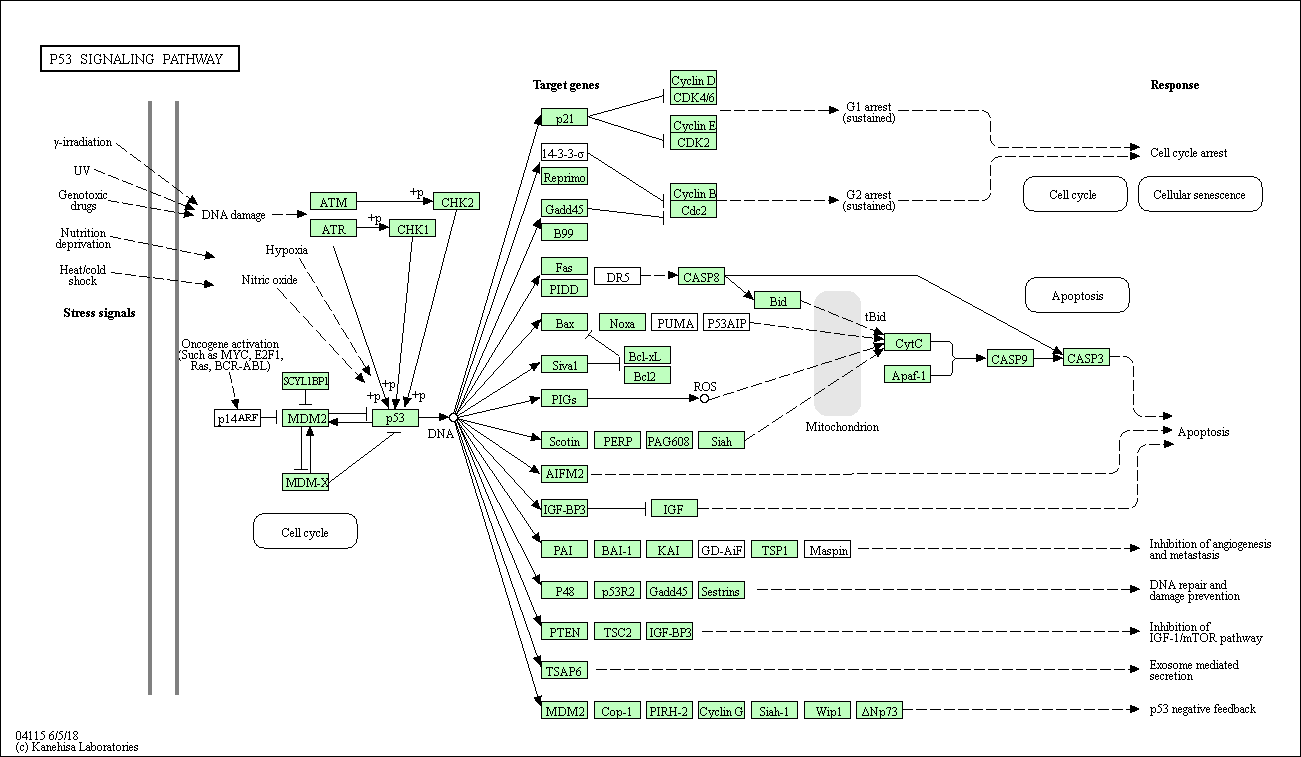 P53 SIGNALING PATHWAY
Target genes
Response
Cyclin D
CDK4/6
p21
G1 arrest
(sustained)
Cyclin E
CDK2
γ-irradiation
14-3-3-σ
Cell cycle arrest
UV
Reprimo
Genotoxic
drugs
ATM
+p
CHK2
Cyclin B
Cdc2
G2 arrest
(sustained)
Cell cycle
Cellular senescence
DNA damage
Gadd45
ATR
+p
CHK1
B99
Nutrition
deprivation
Hypoxia
Fas
DR5
CASP8
Heat/cold
shock
Nitric oxide
PIDD
Apoptosis
Bid
Stress signals
tBid
Bax
Noxa
PUMA
P53AIP
CytC
Oncogene activation
(Such as MYC, E2F1,
Ras, BCR-ABL)
Siva1
Bcl-xL
Bcl2
CASP9
CASP3
Apaf-1
SCYL1BP1
+p
+p
+p
ROS
PIGs
p14ARF
MDM2
p53
DNA
Mitochondrion
Apoptosis
Scotin
PERP
PAG608
Siah
AIFM2
MDM-X
IGF-BP3
IGF
Cell cycle
PAI
BAI-1
KAI
GD-AiF
TSP1
Maspin
Inhibition of angiogenesis
and metastasis
P48
p53R2
Gadd45
Sestrins
DNA repair and
damage prevention
PTEN
TSC2
IGF-BP3
Inhibition of
IGF-1/mTOR pathway
TSAP6
Exosome mediated
secretion
MDM2
Cop-1
PIRH-2
Cyclin G
Siah-1
Wip1
ΔNp73
p53 negative feedback
04115 6/5/18
(c) Kanehisa Laboratories